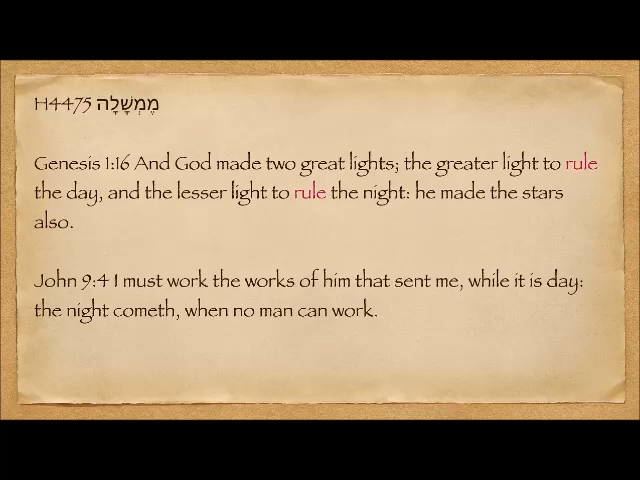 H4475 מֶמְשָׁלָה
Genesis 1:16 And God made two great lights; the greater light to rule
the day, and the lesser light to rule the night: he made the stars
also.
John 9:4 I must work the works of him that sent me, while it is day:
the night cometh, when no man can work.